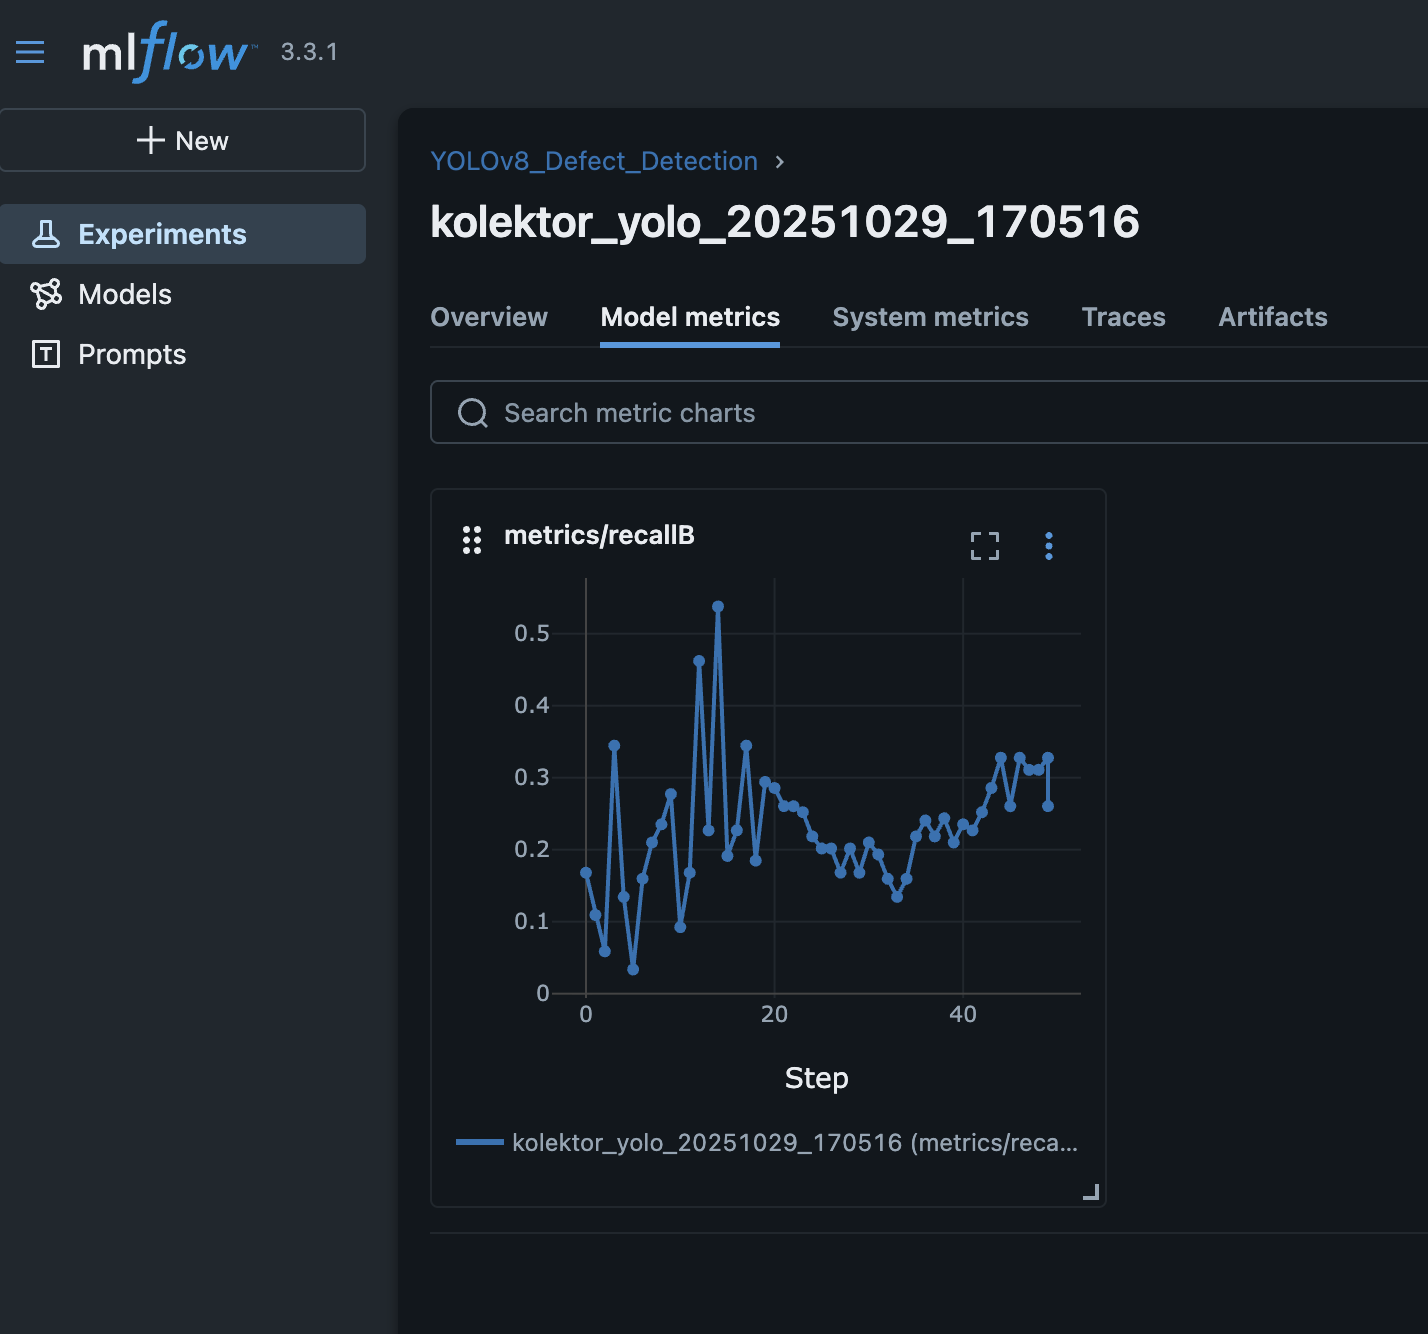 mlflow™ 3.3.1
New
Experiments
Models
Prompts
YOLOv8_Defect_Detection ›
kolektor_yolo_20251029_170516
Overview Model metrics System metrics Traces Artifacts
Search metric charts
metrics/recallB
0.5
0.4
0.3
0.2
0.1
0
0 20 40
Step
kolektor_yolo_20251029_170516 (metrics/reca...